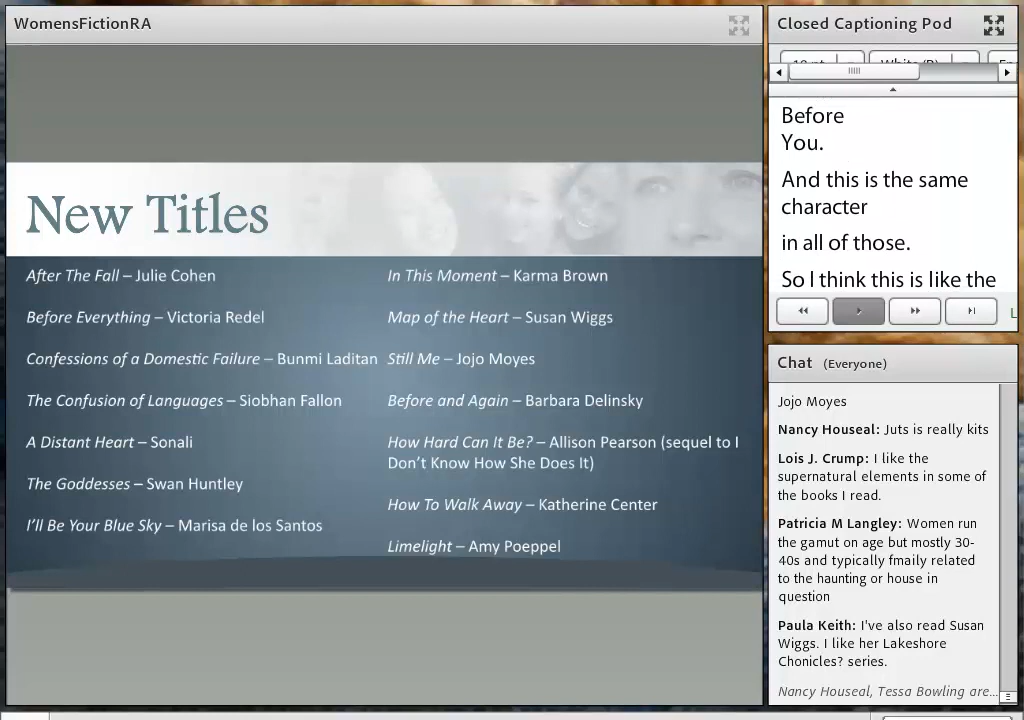 WomensFictionRA
New Titles
After The Fall – Julie Cohen
Before Everything – Victoria Redel
Confessions of a Domestic Failure – Bunmi Laditan
The Confusion of Languages – Siobhan Fallon
A Distant Heart – Sonali
The Goddesses – Swan Huntley
I'll Be Your Blue Sky – Marisa de los Santos
In This Moment – Karma Brown
Map of the Heart – Susan Wiggs
Still Me – Jojo Moyes
Before and Again – Barbara Delinsky
How Hard Can It Be? – Allison Pearson (sequel to I
Don't Know How She Does It)
How To Walk Away – Katherine Center
Limelight – Amy Poeppel
Closed Captioning Pod
Before
You.
And this is the same
character
in all of those.
So I think this is like the
Chat (Everyone)
Jojo Moyes
Nancy Houseal: Juts is really kits
Lois J. Crump: I like the
supernatural elements in some of
the books I read.
Patricia M Langley: Women run
the gamut on age but mostly 30-
40s and typically fmaily related
to the haunting or house in
question
Paula Keith: I've also read Susan
Wiggs. I like her Lakeshore
Chonicles? series.
Nancy Houseal, Tessa Bowling are...